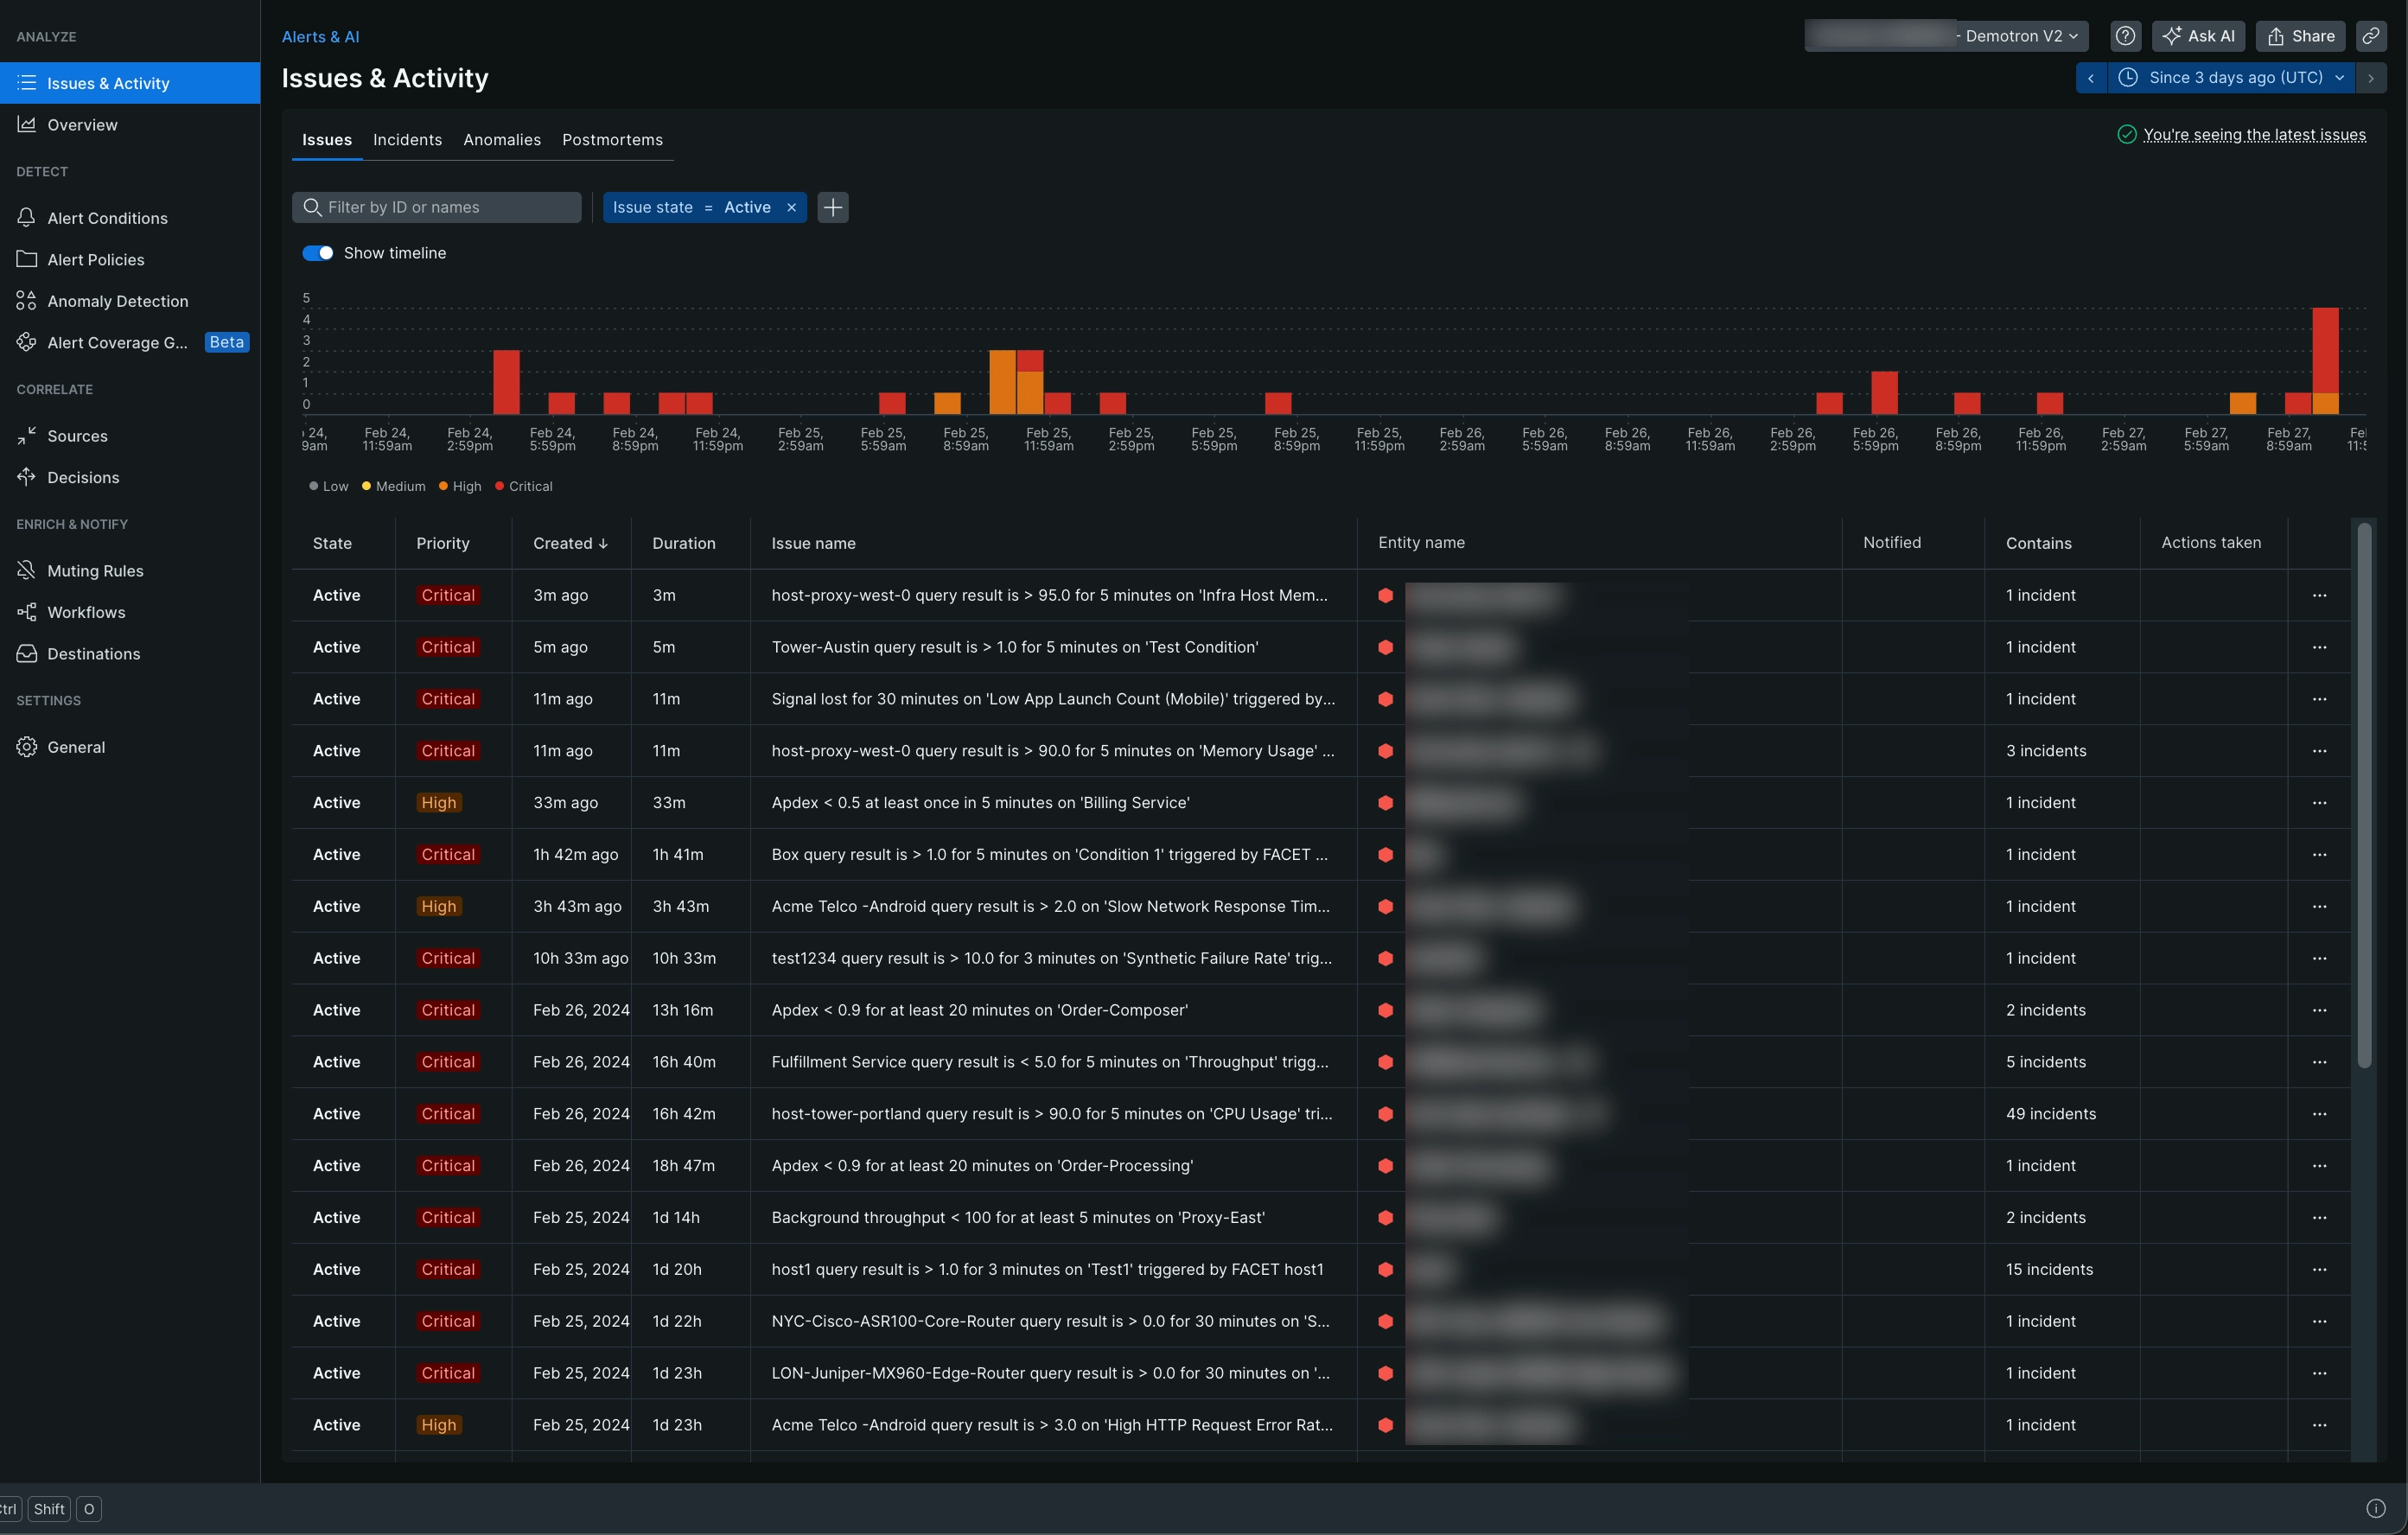 ANALYZE
Issues & Activity
Overview
DETECT
Alert Conditions
Alert Policies
Anomaly Detection
Alert Coverage G... Beta
CORRELATE
Sources
Decisions
ENRICH & NOTIFY
Muting Rules
Workflows
Destinations
SETTINGS
General
Alerts & AI
- Demotron V2
Ask AI
Share
Issues & Activity
Since 3 days ago (UTC)
Issues Incidents Anomalies Postmortems
You're seeing the latest issues
Filter by ID or names
Issue state = Active ×
Show timeline
5
4
3
2
1
0
24, Feb 24, Feb 24, Feb 24, Feb 24, Feb 24, Feb 25, Feb 25, Feb 25, Feb 25, Feb 25, Feb 25, Feb 25, Feb 25, Feb 26, Feb 26, Feb 26, Feb 26, Feb 26, Feb 26, Feb 26, Feb 26, Feb 27, Feb 27, Feb 27,
9am 11:59am 2:59pm 5:59pm 8:59pm 11:59pm 2:59am 5:59am 8:59am 11:59am 2:59pm 5:59pm 8:59pm 11:59pm 2:59am 5:59am 8:59am 11:59am 2:59pm 5:59pm 8:59pm 11:59pm 2:59am 5:59am 8:59am
Low Medium High Critical
State Priority Created ↓ Duration Issue name Entity name Notified Contains Actions taken
Active Critical 3m ago 3m host-proxy-west-0 query result is > 95.0 for 5 minutes on 'Infra Host Mem... 1 incident ...
Active Critical 5m ago 5m Tower-Austin query result is > 1.0 for 5 minutes on 'Test Condition' 1 incident ...
Active Critical 11m ago 11m Signal lost for 30 minutes on 'Low App Launch Count (Mobile)' triggered by... 1 incident ...
Active Critical 11m ago 11m host-proxy-west-0 query result is > 90.0 for 5 minutes on 'Memory Usage' ... 3 incidents ...
Active High 33m ago 33m Apdex < 0.5 at least once in 5 minutes on 'Billing Service' 1 incident ...
Active Critical 1h 42m ago 1h 41m Box query result is > 1.0 for 5 minutes on 'Condition 1' triggered by FACET ... 1 incident ...
Active High 3h 43m ago 3h 43m Acme Telco -Android query result is > 2.0 on 'Slow Network Response Tim... 1 incident ...
Active Critical 10h 33m ago 10h 33m test1234 query result is > 10.0 for 3 minutes on 'Synthetic Failure Rate' trig... 1 incident ...
Active Critical Feb 26, 2024 13h 16m Apdex < 0.9 for at least 20 minutes on 'Order-Composer' 2 incidents ...
Active Critical Feb 26, 2024 16h 40m Fulfillment Service query result is < 5.0 for 5 minutes on 'Throughput' trigg... 5 incidents ...
Active Critical Feb 26, 2024 16h 42m host-tower-portland query result is > 90.0 for 5 minutes on 'CPU Usage' tri... 49 incidents ...
Active Critical Feb 26, 2024 18h 47m Apdex < 0.9 for at least 20 minutes on 'Order-Processing' 1 incident ...
Active Critical Feb 25, 2024 1d 14h Background throughput < 100 for at least 5 minutes on 'Proxy-East' 2 incidents ...
Active Critical Feb 25, 2024 1d 20h host1 query result is > 1.0 for 3 minutes on 'Test1' triggered by FACET host1 15 incidents ...
Active Critical Feb 25, 2024 1d 22h NYC-Cisco-ASR100-Core-Router query result is > 0.0 for 30 minutes on 'S... 1 incident ...
Active Critical Feb 25, 2024 1d 23h LON-Juniper-MX960-Edge-Router query result is > 0.0 for 30 minutes on '... 1 incident ...
Active High Feb 25, 2024 1d 23h Acme Telco -Android query result is > 3.0 on 'High HTTP Request Error Rat... 1 incident ...
Shift O